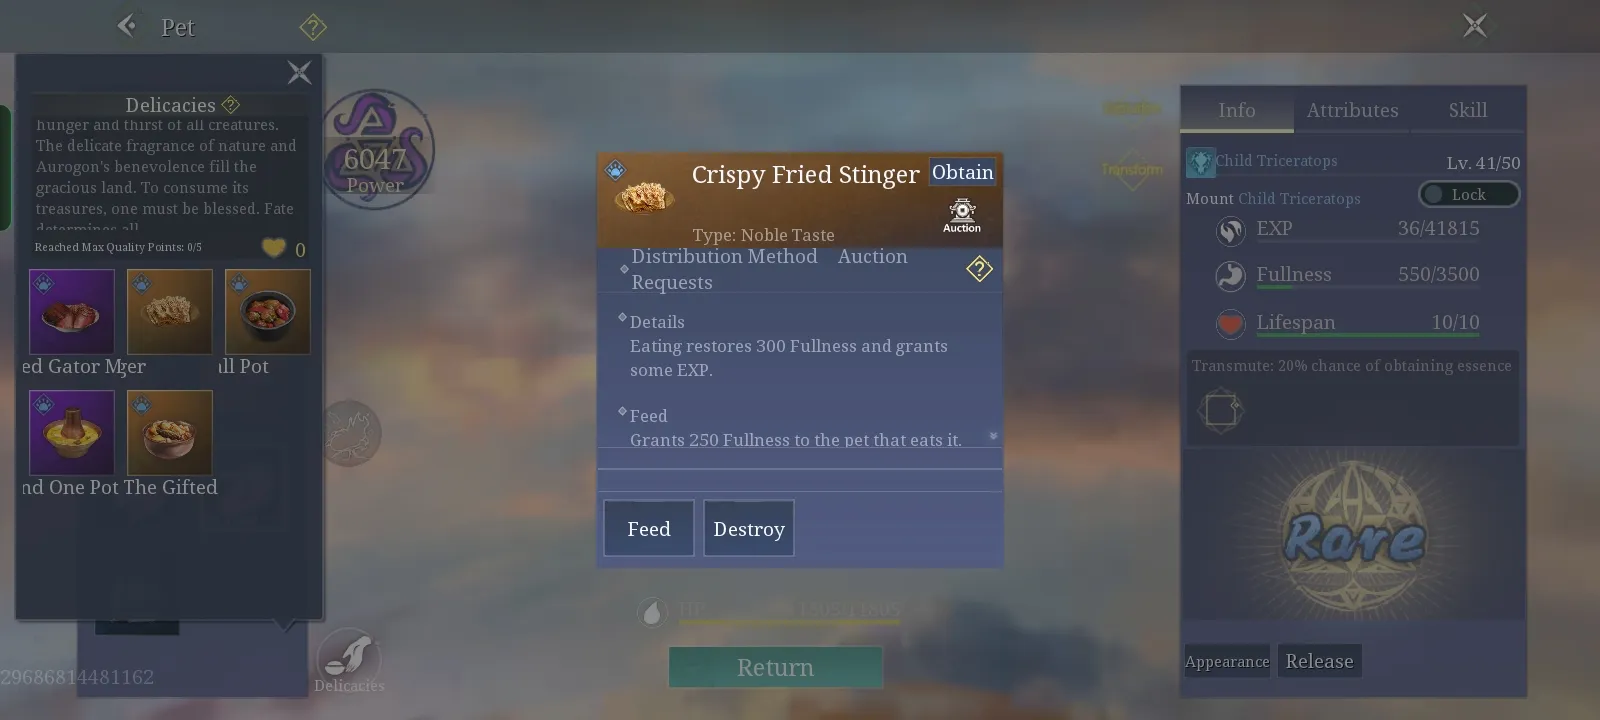 Pet
Delicacies
hunger and thirst of all creatures.
The delicate fragrance of nature and
Aurogon's benevolence fill the
gracious land. To consume its
treasures, one must be blessed. Fate
determines all
Reached Max Quality Points: 0/5
0
ed Gator M
ger
ll Pot
nd One Pot
The Gifted
29686814481162
6047
Power
Delicacies
Crispy Fried Stinger
Obtain
Auction
Type: Noble Taste
Distribution Method Auction
Requests
Details
Eating restores 300 Fullness and grants
some EXP.
Feed
Grants 250 Fullness to the pet that eats it.
Feed
Destroy
HP
Return
Transform
Info
Attributes
Skill
Child Triceratops
Lv. 41/50
Mount Child Triceratops
Lock
EXP 36/41815
Fullness 550/3500
Lifespan 10/10
Transmute: 20% chance of obtaining essence
Rare
Appearance
Release